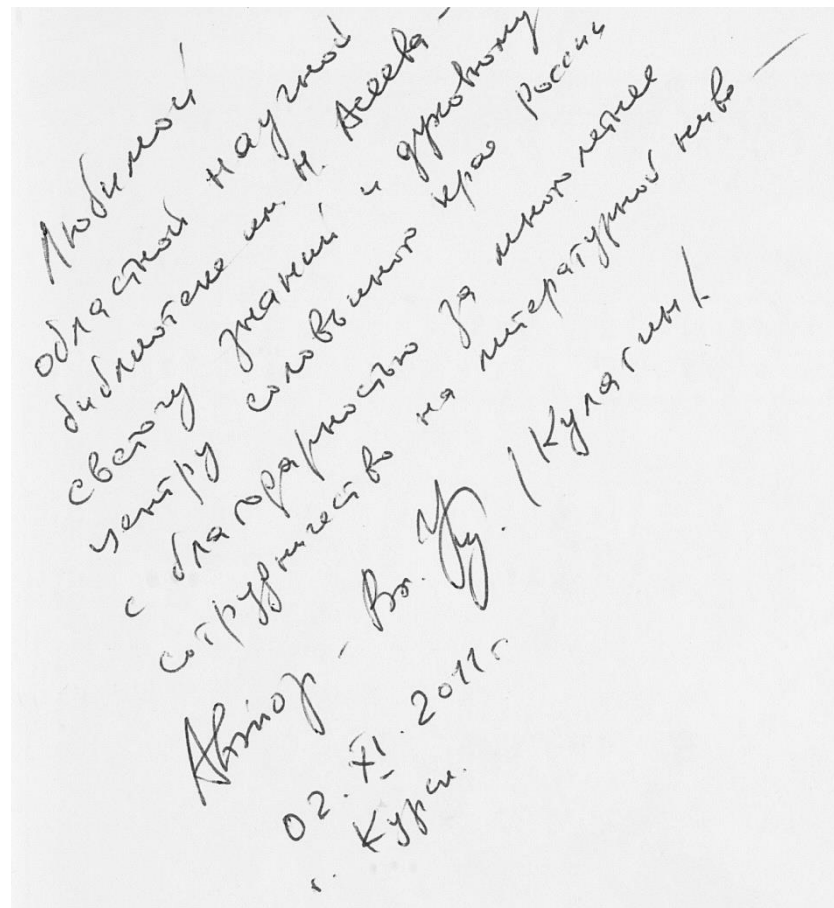 Любимой
областной научной
библиотеке им. Н. Асеева –
светочу знаний и духовному
центру соловьиного края России
с благодарностью за многолетнее
сотрудничество на литературной ниве –
Автор – Вл. /Кулагин/
02. XI. 2011 г
г. Курск.